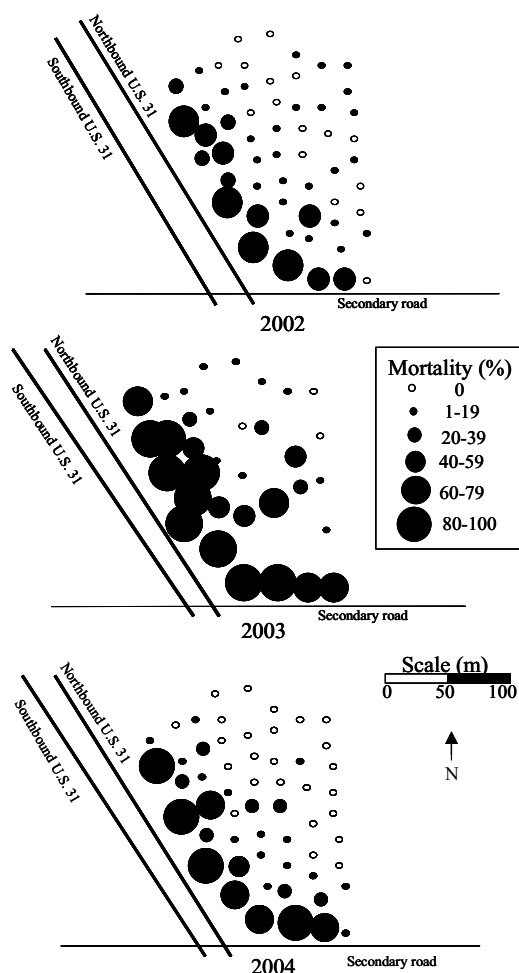 Northbound U.S. 31
Southbound U.S. 31
Secondary road
2002
Northbound U.S. 31
Southbound U.S. 31
Secondary road
2003
Mortality (%)
0
1-19
20-39
40-59
60-79
80-100
Scale (m)
0 50 100
N
Northbound U.S. 31
Southbound U.S. 31
Secondary road
2004